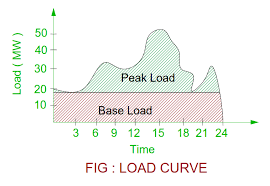 Load ( MW )
50
40
30
20
10
Peak Load
Base Load
3 6 9 12 15 18 21 24
Time
FIG : LOAD CURVE